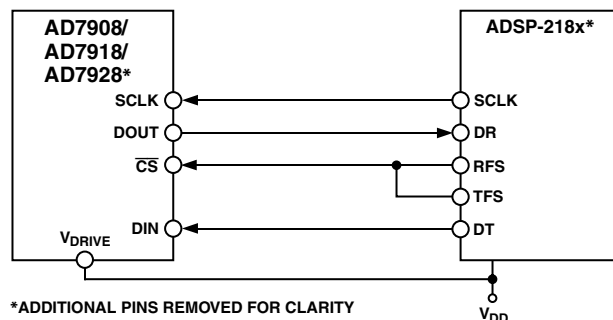 AD7908/
AD7918/
AD7928*
ADSP-218x*
SCLK
SCLK
DOUT
DR
CS
RFS
TFS
DIN
DT
VDRIVE
*ADDITIONAL PINS REMOVED FOR CLARITY
VDD